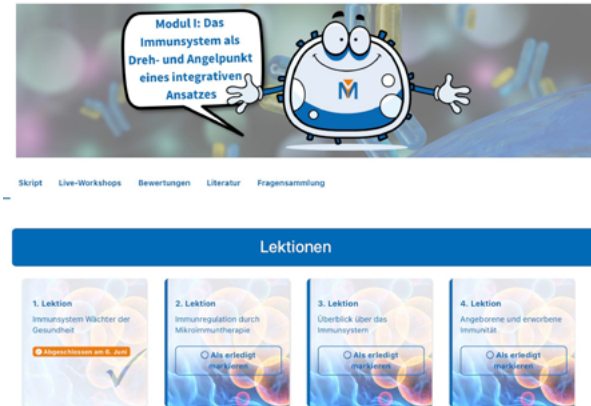 Modul I: Das
Immunsystem als
Dreh- und Angelpunkt
eines integrativen
Ansatzes
M
Skript Live-Workshops Bewertungen Literatur Fragensammlung
Lektionen
1. Lektion
Immunsystem Wächter der
Gesundheit
Abgeschlossen am 6. Juni
2. Lektion
Immunregulation durch
Mikroimmuntherapie
Als erledigt
markieren
3. Lektion
Überblick über das
Immunsystem
Als erledigt
markieren
4. Lektion
Angeborene und erworbene
Immunität
Als erledigt
markieren